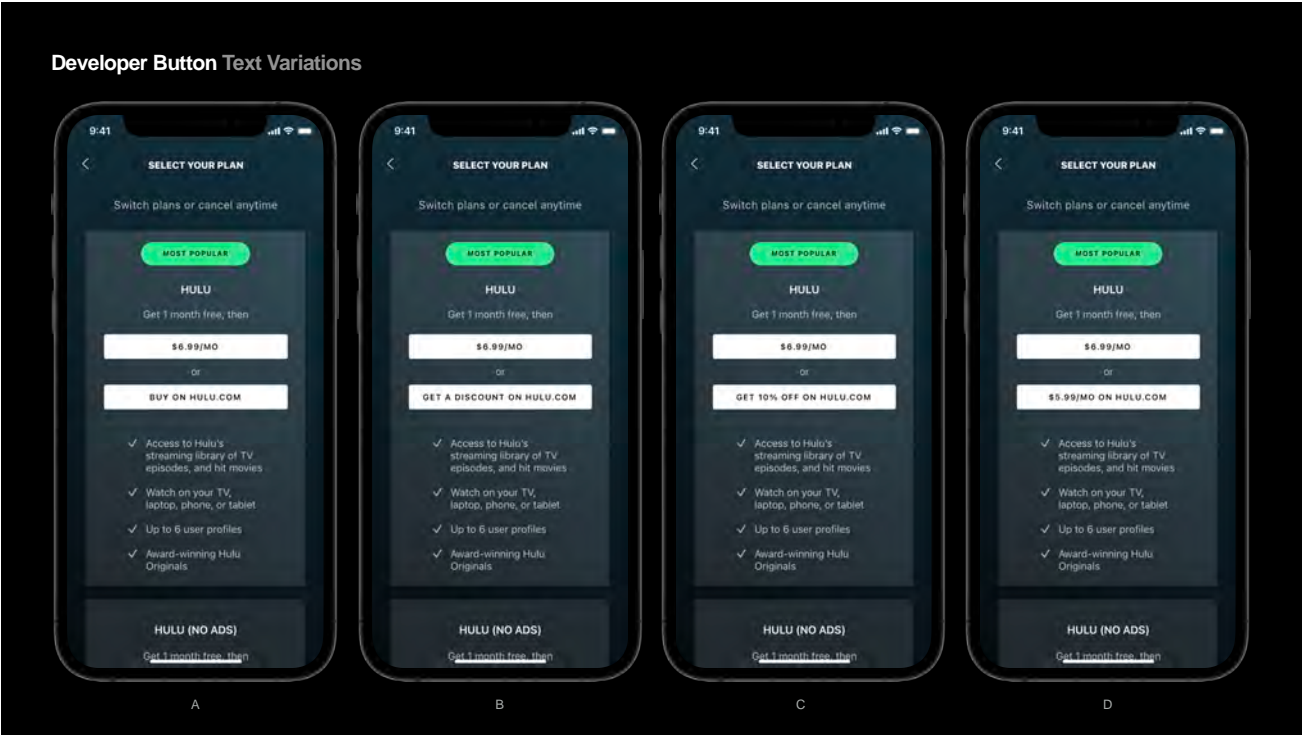 Developer Button Text Variations
9:41
SELECT YOUR PLAN
Switch plans or cancel anytime
MOST POPULAR
HULU
Get 1 month free, then
$6.99/MO
or
BUY ON HULU.COM
Access to Hulu's
streaming library of TV
episodes, and hit movies
Watch on your TV,
laptop, phone, or tablet
Up to 6 user profiles
Award-winning Hulu
Originals
HULU (NO ADS)
Get 1 month free, then
A
9:41
SELECT YOUR PLAN
Switch plans or cancel anytime
MOST POPULAR
HULU
Get 1 month free, then
$6.99/MO
or
GET A DISCOUNT ON HULU.COM
Access to Hulu's
streaming library of TV
episodes, and hit movies
Watch on your TV,
laptop, phone, or tablet
Up to 6 user profiles
Award-winning Hulu
Originals
HULU (NO ADS)
Get 1 month free, then
B
9:41
SELECT YOUR PLAN
Switch plans or cancel anytime
MOST POPULAR
HULU
Get 1 month free, then
$6.99/MO
or
GET 10% OFF ON HULU.COM
Access to Hulu's
streaming library of TV
episodes, and hit movies
Watch on your TV,
laptop, phone, or tablet
Up to 6 user profiles
Award-winning Hulu
Originals
HULU (NO ADS)
Get 1 month free, then
C
9:41
SELECT YOUR PLAN
Switch plans or cancel anytime
MOST POPULAR
HULU
Get 1 month free, then
$6.99/MO
or
$5.99/MO ON HULU.COM
Access to Hulu's
streaming library of TV
episodes, and hit movies
Watch on your TV,
laptop, phone, or tablet
Up to 6 user profiles
Award-winning Hulu
Originals
HULU (NO ADS)
Get 1 month free, then
D